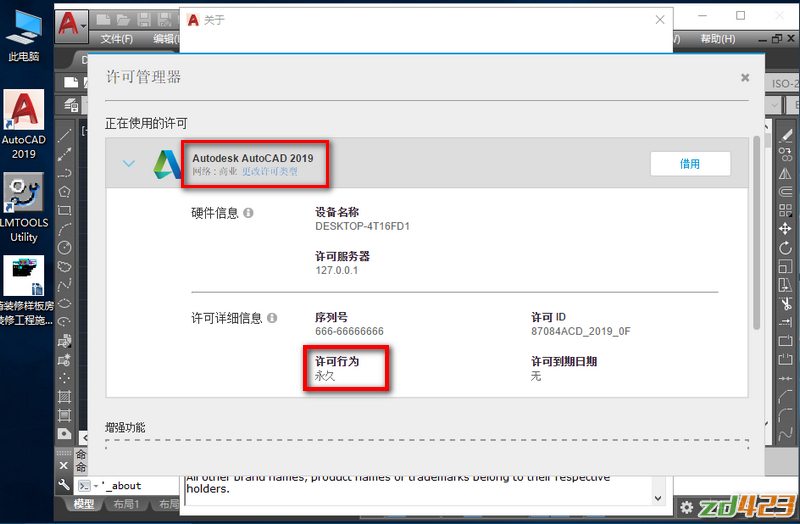 关于
此电脑
文件(F)
编辑(
帮助(H)
许可管理器
ISO-2
正在使用的许可
AutoCAD
2019
Autodesk AutoCAD 2019
网络 : 商业 更改许可类型
借用
硬件信息
设备名称
DESKTOP-4T16FD1
LMTOOLS
Utility
许可服务器
127.0.0.1
许可详细信息
序列号
许可 ID
666-66666666
87084ACD_2019_0F
装修样板房
装修工程施...
许可行为
许可到期日期
永久
无
增强功能
命
命
'_about
All other brand names, product names or trademarks belong to their respective
holders.
模型
布局1
布局
zd423